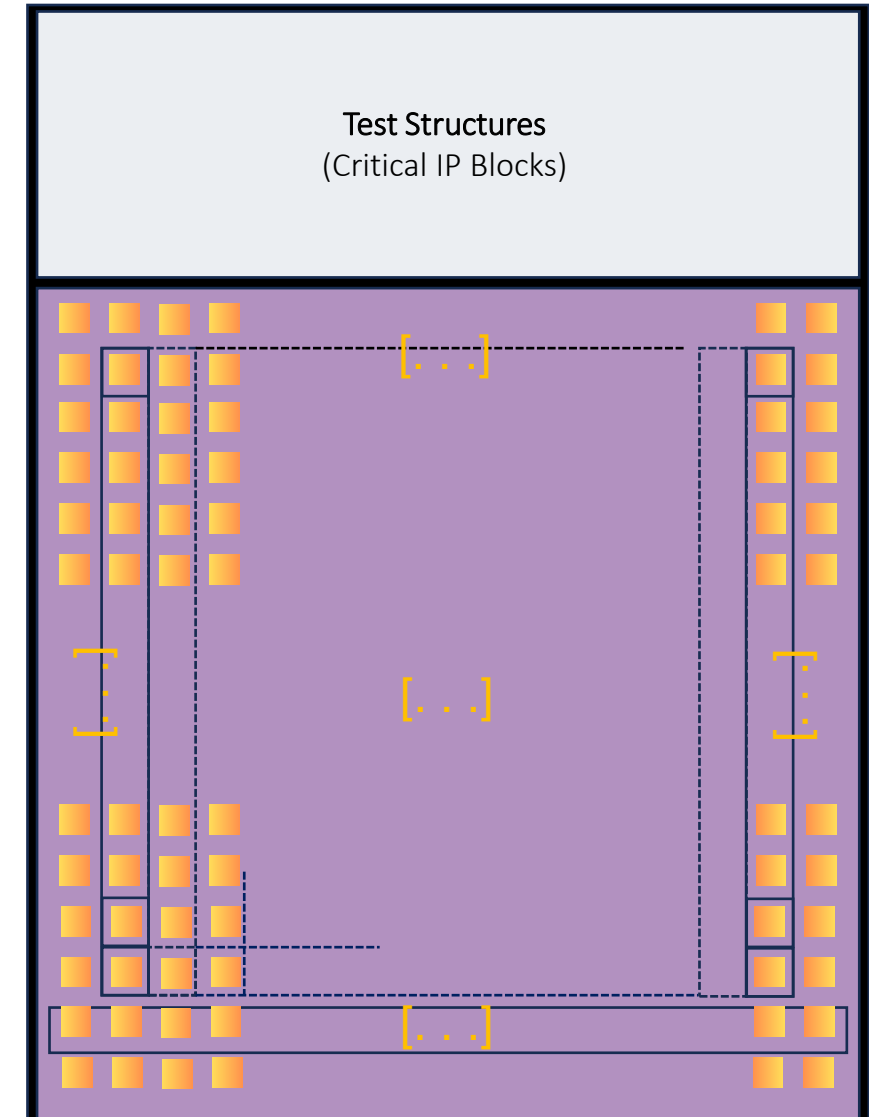 Test Structures
(Critical IP Blocks)
[. . .]
[. . .]
[. . .]
[. . .]
[. . .]